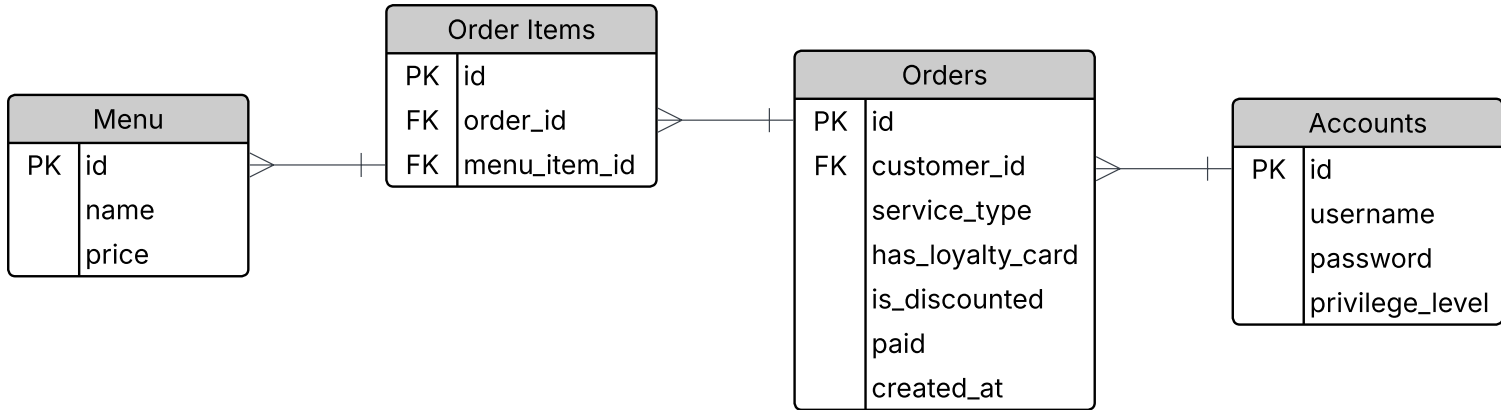 Menu
PK id
name
price
Order Items
PK id
FK order_id
FK menu_item_id
Orders
PK id
FK customer_id
service_type
has_loyalty_card
is_discounted
paid
created_at
Accounts
PK id
username
password
privilege_level